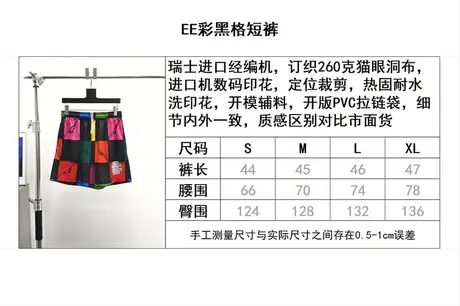 EE彩黑格短裤
瑞士进口经编机，订织260克猫眼洞布，
进口机数码印花，定位裁剪，热固耐水
洗印花，开模辅料，开版PVC拉链袋，细
节内外一致，质感区别对比市面货
尺码 S M L XL
裤长 44 45 46 47
腰围 66 70 74 78
臀围 124 128 132 136
手工测量尺寸与实际尺寸之间存在0.5-1cm误差